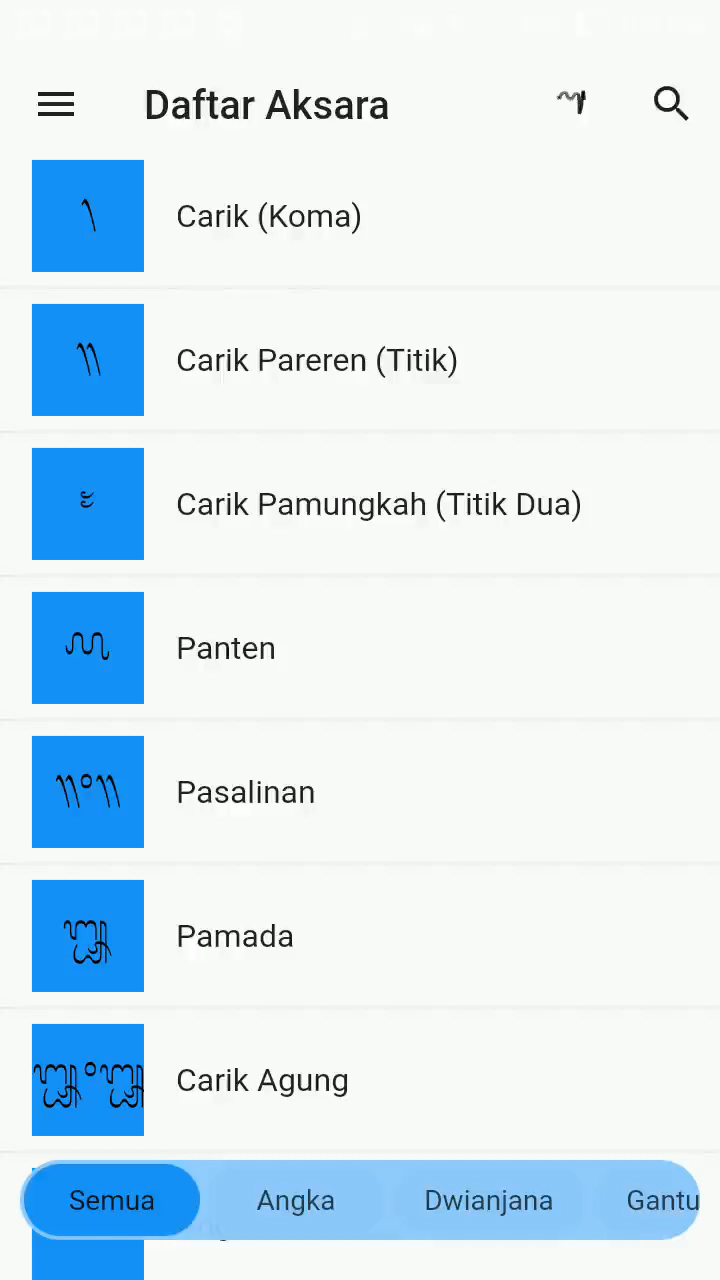 Daftar Aksara
᭞
Carik (Koma)
᭟
Carik Pareren (Titik)
᭝
Carik Pamungkah (Titik Dua)
Panten
᭟᭜᭟
Pasalinan
᭚
Pamada
᭚᭜᭚
Carik Agung
Semua Angka Dwianjana Gantu